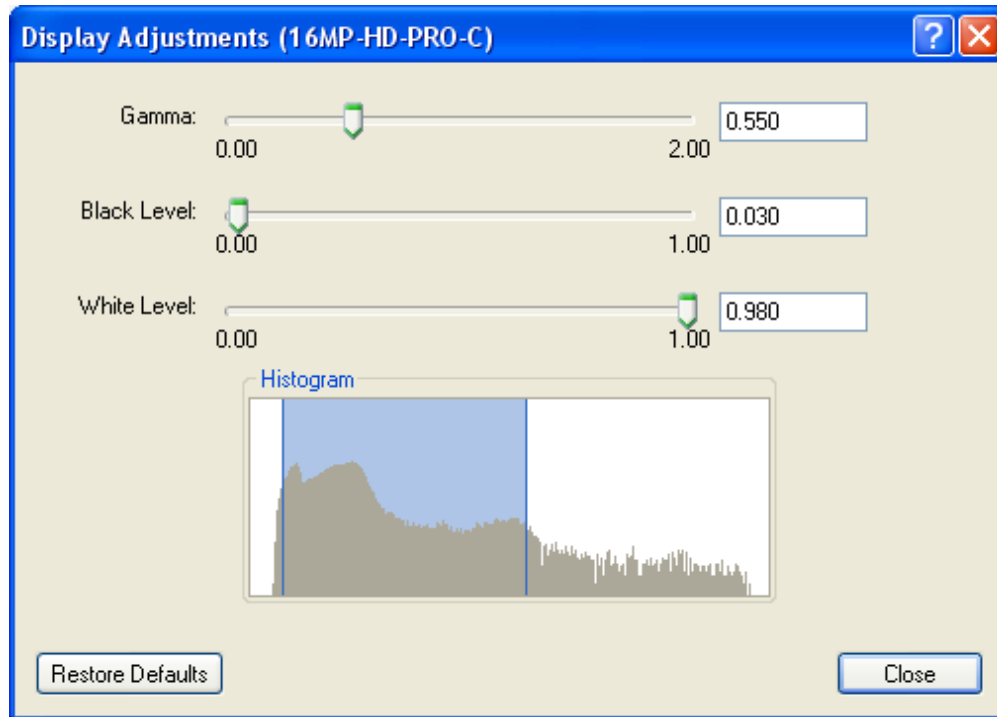 Display Adjustments (16MP-HD-PRO-C)
Gamma:
0.550
0.00
2.00
Black Level:
0.030
0.00
1.00
White Level:
0.980
0.00
1.00
Histogram
Restore Defaults
Close